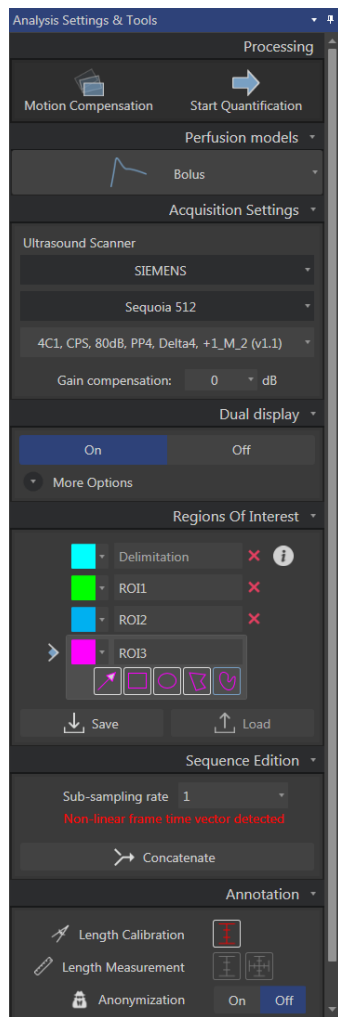 Analysis Settings & Tools
Processing
Motion Compensation
Start Quantification
Perfusion models
Bolus
Acquisition Settings
Ultrasound Scanner
SIEMENS
Sequoia 512
4C1, CPS, 80dB, PP4, Delta4, +1_M_2 (v1.1)
Gain compensation: 0 dB
Dual display
On Off
More Options
Regions Of Interest
Delimitation
ROI1
ROI2
ROI3
Save Load
Sequence Edition
Sub-sampling rate 1
Non-linear frame time vector detected
Concatenate
Annotation
Length Calibration
Length Measurement
Anonymization On Off